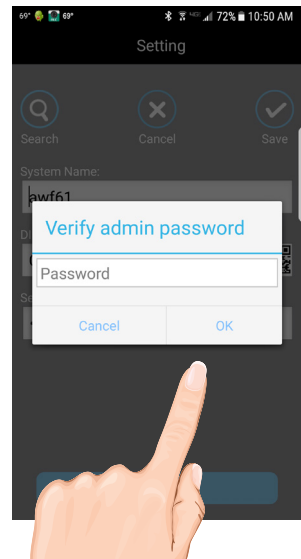 69° 69° 72% 10:50 AM
Setting
Search Cancel Save
System Name:
awf61
Verify admin password
Password
Cancel OK